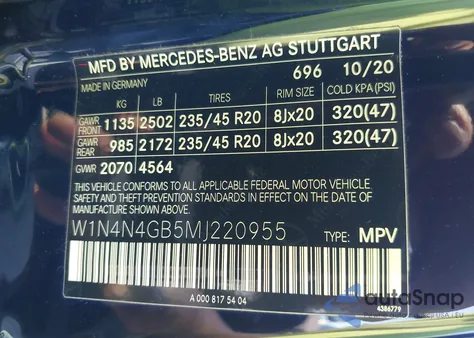 MFD BY MERCEDES-BENZ AG STUTTGART
MADE IN GERMANY 696 10/20
KG LB TIRES RIM SIZE COLD KPA (PSI)
GAWR FRONT 1135 2502 235/45 R20 8Jx20 320(47)
GAWR REAR 985 2172 235/45 R20 8Jx20 320(47)
GVWR 2070 4564
THIS VEHICLE CONFORMS TO ALL APPLICABLE FEDERAL MOTOR VEHICLE
SAFETY AND THEFT PREVENTION STANDARDS IN EFFECT ON THE DATE OF
MANUFACTURE SHOWN ABOVE.
W1N4N4GB5MJ220955 TYPE: MPV
A 000 817 54 04
autoSnap
4386779